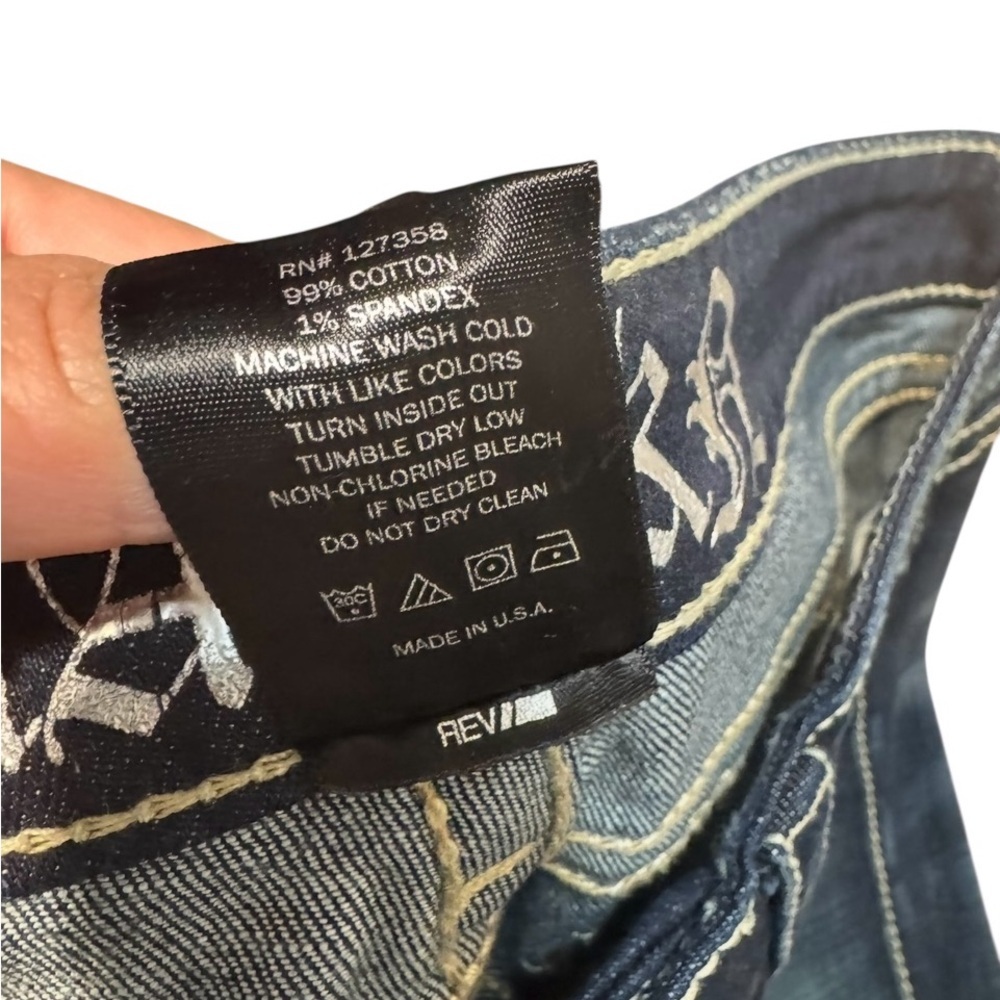 RN# 127358
99% COTTON
1% SPANDEX
MACHINE WASH COLD
WITH LIKE COLORS
TURN INSIDE OUT
TUMBLE DRY LOW
NON-CHLORINE BLEACH
IF NEEDED
DO NOT DRY CLEAN
30C
MADE IN U.S.A.
REV